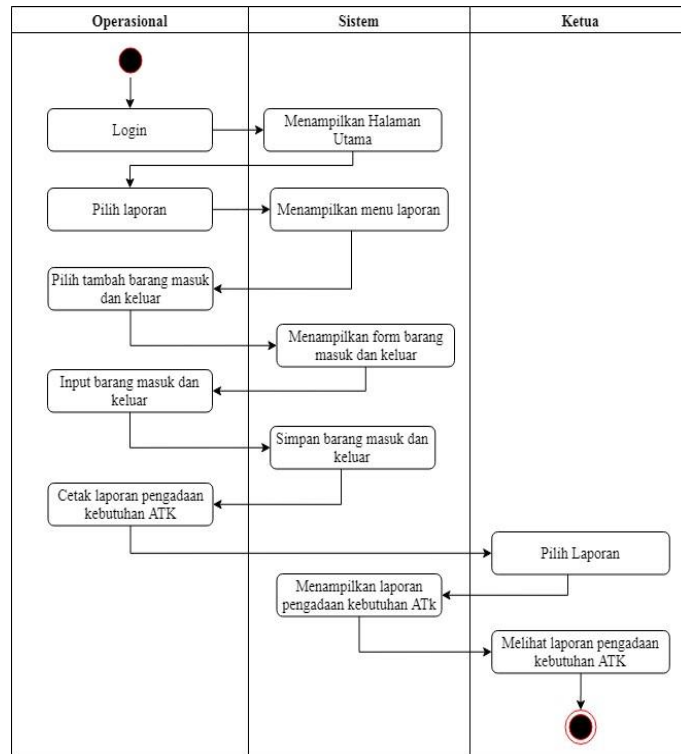 Operasional
Sistem
Ketua
Login
Menampilkan Halaman
Utama
Pilih laporan
Menampilkan menu laporan
Pilih tambah barang masuk
dan keluar
Menampilkan form barang
masuk dan keluar
Input barang masuk dan
keluar
Simpan barang masuk dan
keluar
Cetak laporan pengadaan
kebutuhan ATK
Pilih Laporan
Menampilkan laporan
pengadaan kebutuhan ATk
Melihat laporan pengadaan
kebutuhan ATK